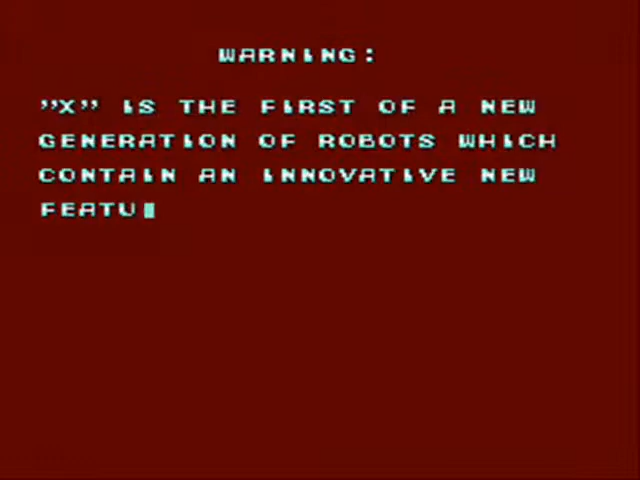 WARNING:
"X" IS THE FIRST OF A NEW
GENERATION OF ROBOTS WHICH
CONTAIN AN INNOVATIVE NEW
FEATU